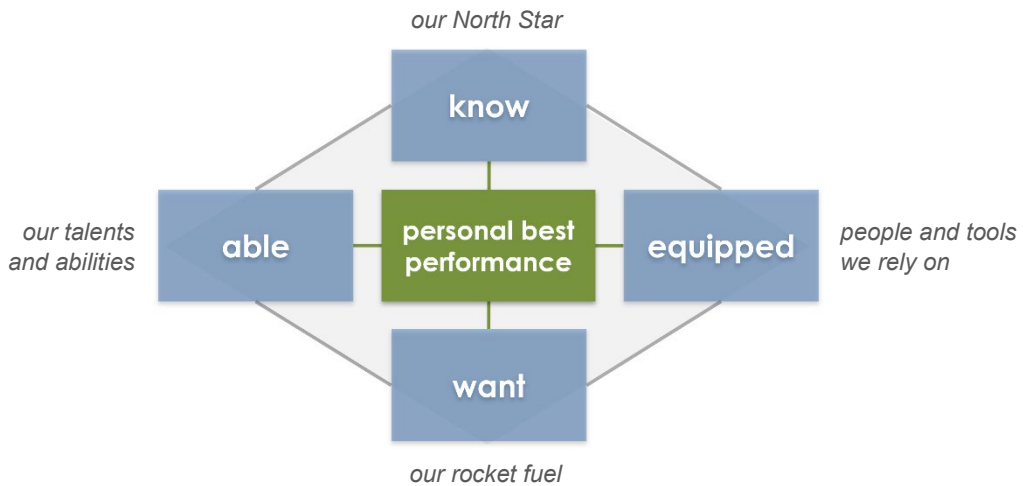 our North Star
know
our talents
and abilities
able
personal best
performance
equipped
people and tools
we rely on
want
our rocket fuel